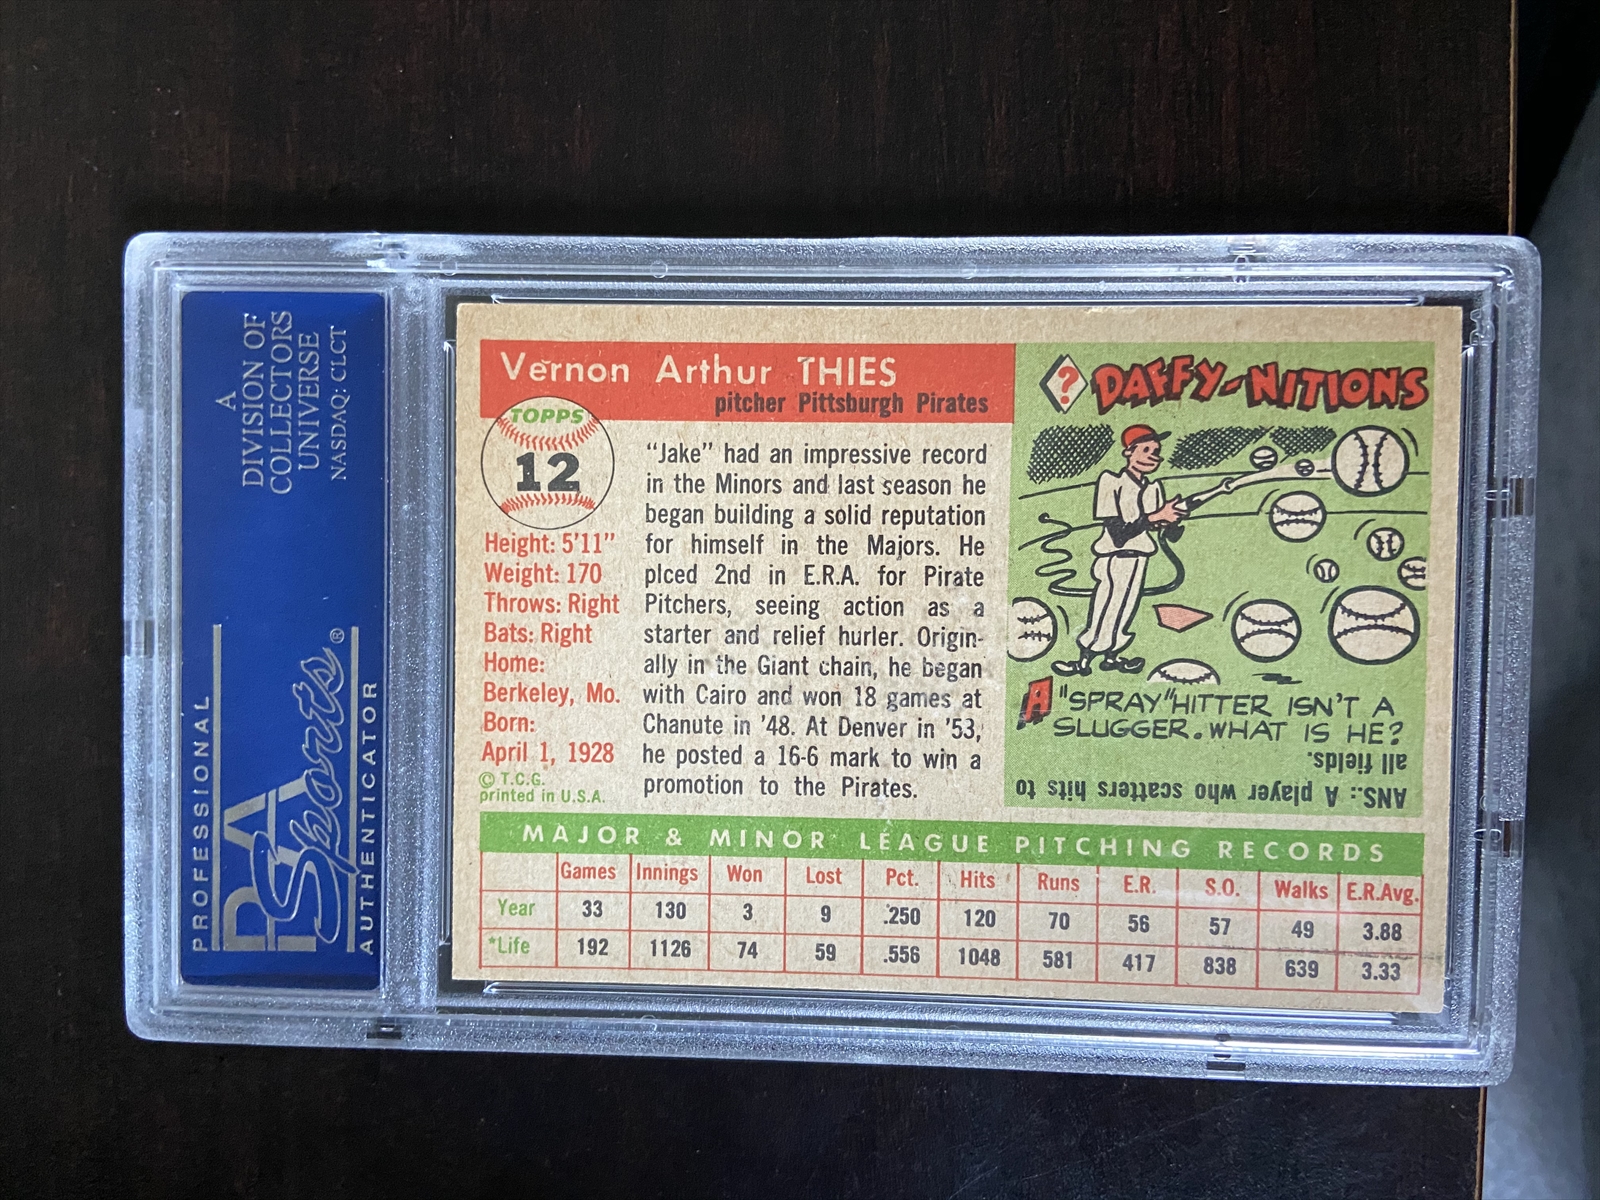 A
DIVISION OF
COLLECTORS
UNIVERSE
NASDAQ: CLCT
PROFESSIONAL
PSA
Sports®
AUTHENTICATOR
Vernon Arthur THIES
pitcher Pittsburgh Pirates
TOPPS
12
Height: 5'11"
Weight: 170
Throws: Right
Bats: Right
Home:
Berkeley, Mo.
Born:
April 1, 1928
© T.C.G.
printed in U.S.A.
"Jake" had an impressive record
in the Minors and last season he
began building a solid reputation
for himself in the Majors. He
plced 2nd in E.R.A. for Pirate
Pitchers, seeing action as a
starter and relief hurler. Origin-
ally in the Giant chain, he began
with Cairo and won 18 games at
Chanute in '48. At Denver in '53,
he posted a 16-6 mark to win a
promotion to the Pirates.
? DAFFY-NITIONS
A "SPRAY" HITTER ISN'T A
SLUGGER. WHAT IS HE?
ANS.: A player who scatters hits to
all fields.
MAJOR & MINOR LEAGUE PITCHING RECORDS
Games Innings Won Lost Pct. Hits Runs E.R. S.O. Walks E.R.Avg.
Year 33 130 3 9 .250 120 70 56 57 49 3.88
*Life 192 1126 74 59 .556 1048 581 417 838 639 3.33